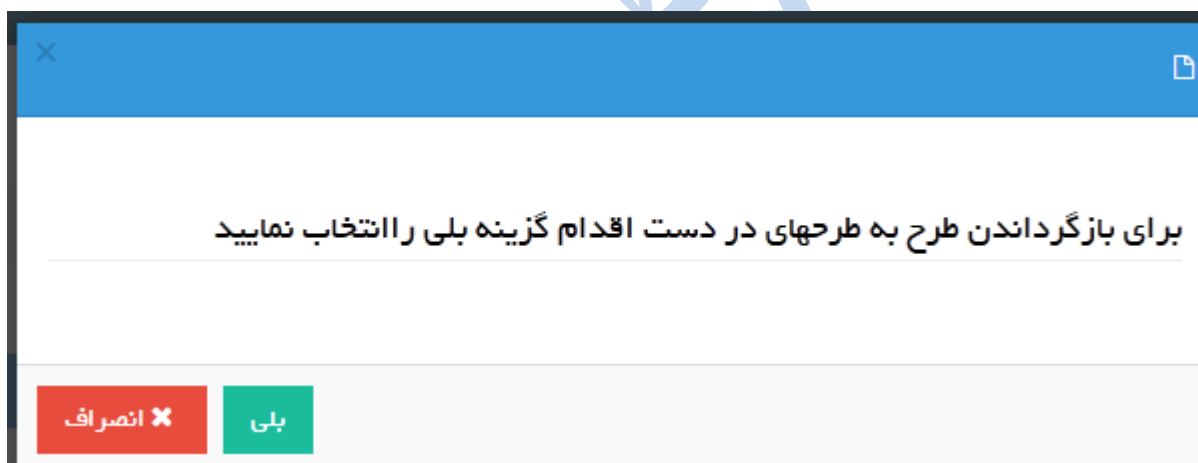 برای بازگرداندن طرح به طرحهای در دست اقدام گزینه بلی راانتخاب نمایید
بلی
انصراف